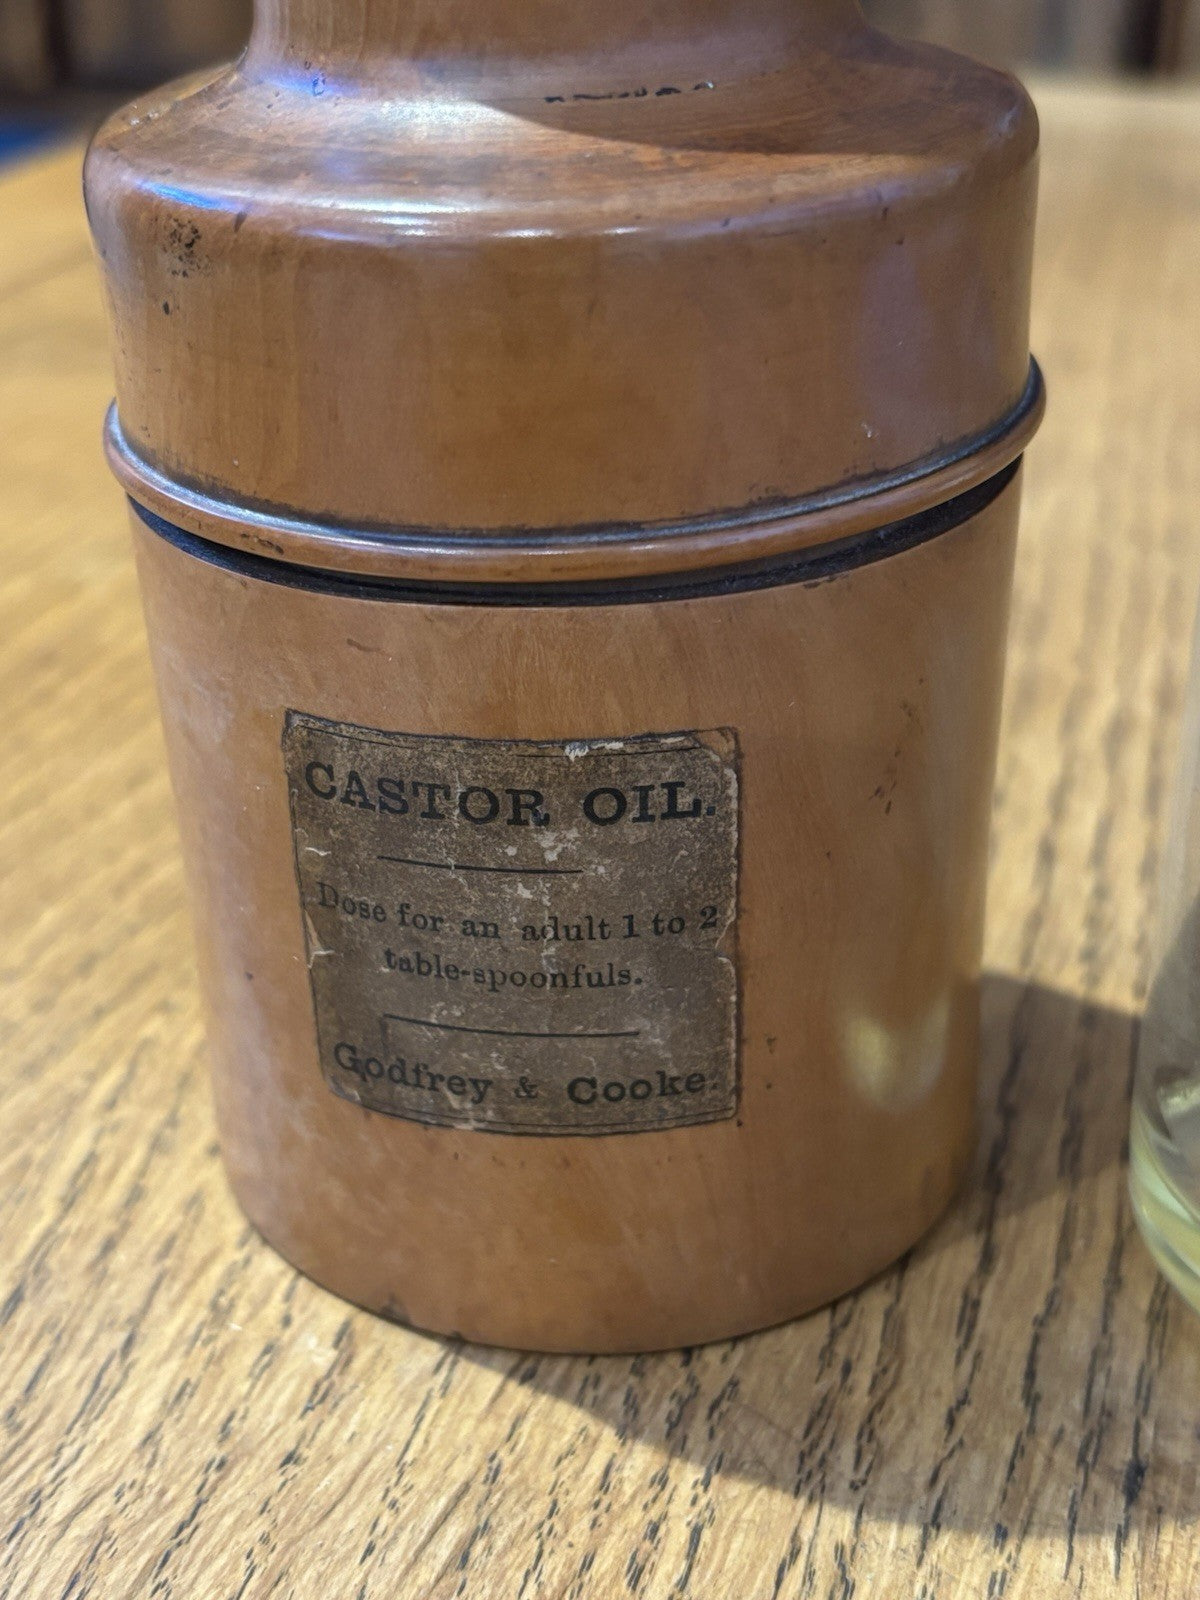 CASTOR OIL.
Dose for an adult 1 to 2
table-spoonfuls.
Godfrey & Cooke.